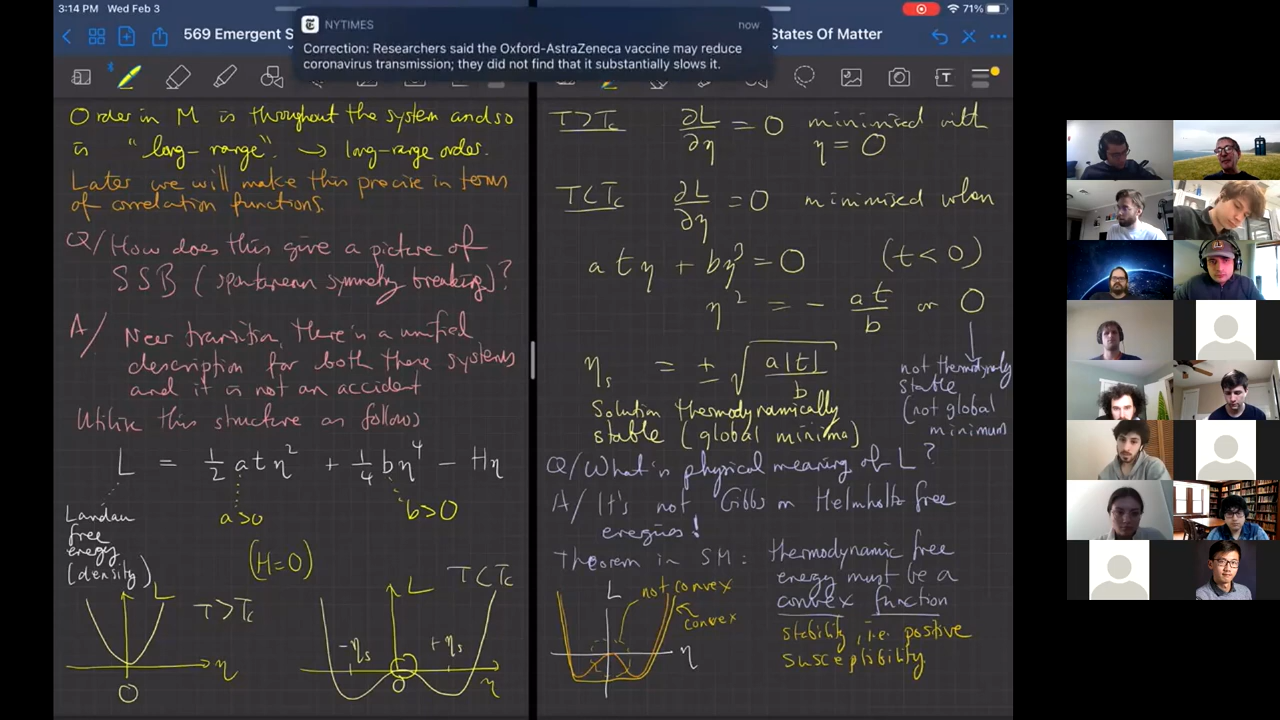 3:14 PM Wed Feb 3
71%
NYTIMES
now
Correction: Researchers said the Oxford-AstraZeneca vaccine may reduce
coronavirus transmission; they did not find that it substantially slows it.
569 Emergent S
States Of Matter
Order in M is throughout the system and so
is "long-range". → long-range order.
Later we will make this precise in terms
of correlation functions.
Q/ How does this give a picture of
SSB (spontaneous symmetry breaking)?
A/ Near transition, there is a unified
description for both these systems
and it is not an accident
Utilise this structure as follows
L = 1/2 a t η² + 1/4 b η⁴ - Hη
a>0
b>0
Landau
free
energy
(density)
(H=0)
L
T>Tc
η
0
L
T<Tc
-ηs
+ηs
0
η
T>Tc ∂L/∂η = 0 minimised with
η = 0
T<Tc ∂L/∂η = 0 minimised when
a t η + bη³ = 0 (t<0)
η² = - at/b or 0
ηs = ± √(a|t|/b)
not
stable
(not global
minimum
Solution thermodynamically
stable (global minima)
Q/ What is physical meaning of L?
A/ It's not Gibbs or Helmholtz free
energies!
Theorem in SM: thermodynamic free
energy must be a
convex function
stability, i.e. positive
susceptibility
L
not convex
convex
η